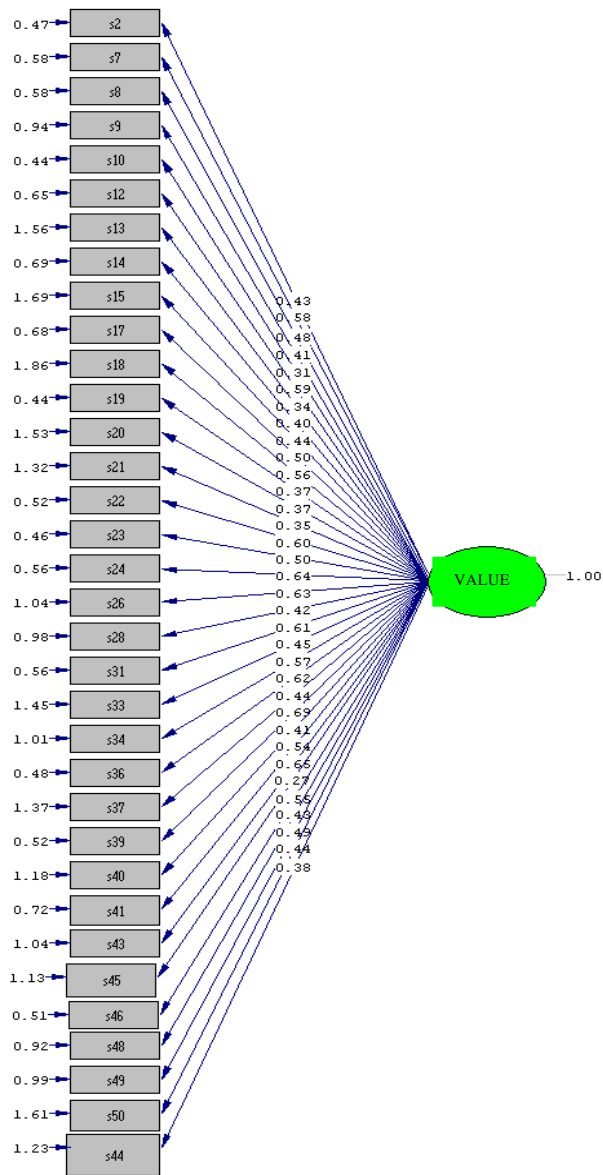 0.47 s2
0.58 s7
0.58 s8
0.94 s9
0.44 s10
0.65 s12
1.56 s13
0.69 s14
1.69 s15
0.68 s17
1.86 s18
0.44 s19
1.53 s20
1.32 s21
0.52 s22
0.46 s23
0.56 s24
1.04 s26
0.98 s28
0.56 s31
1.45 s33
1.01 s34
0.48 s36
1.37 s37
0.52 s39
1.18 s40
0.72 s41
1.04 s43
1.13 s45
0.51 s46
0.92 s48
0.99 s49
1.61 s50
1.23 s44
0.43
0.58
0.48
0.41
0.31
0.59
0.34
0.40
0.44
0.50
0.56
0.37
0.37
0.35
0.60
0.50
0.64
0.63
0.42
0.61
0.45
0.57
0.62
0.44
0.69
0.41
0.54
0.65
0.27
0.55
0.43
0.49
0.44
0.38
VALUE
1.00